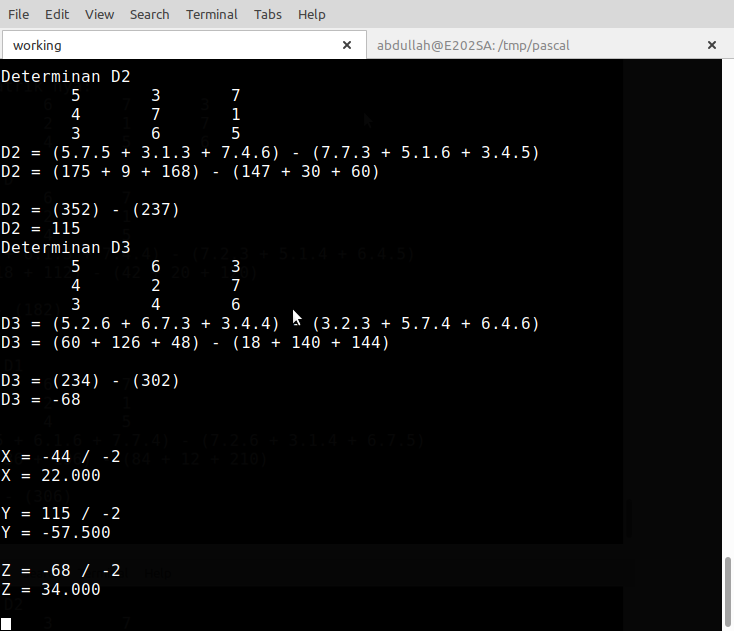 File Edit View Search Terminal Tabs Help
working × abdullah@E202SA: /tmp/pascal ×
Determinan D2
5 3 7
4 7 1
3 6 5
D2 = (5.7.5 + 3.1.3 + 7.4.6) - (7.7.3 + 5.1.6 + 3.4.5)
D2 = (175 + 9 + 168) - (147 + 30 + 60)
D2 = (352) - (237)
D2 = 115
Determinan D3
5 6 3
4 2 7
3 4 6
D3 = (5.2.6 + 6.7.3 + 3.4.4) - (3.2.3 + 5.7.4 + 6.4.6)
D3 = (60 + 126 + 48) - (18 + 140 + 144)
D3 = (234) - (302)
D3 = -68
X = -44 / -2
X = 22.000
Y = 115 / -2
Y = -57.500
Z = -68 / -2
Z = 34.000